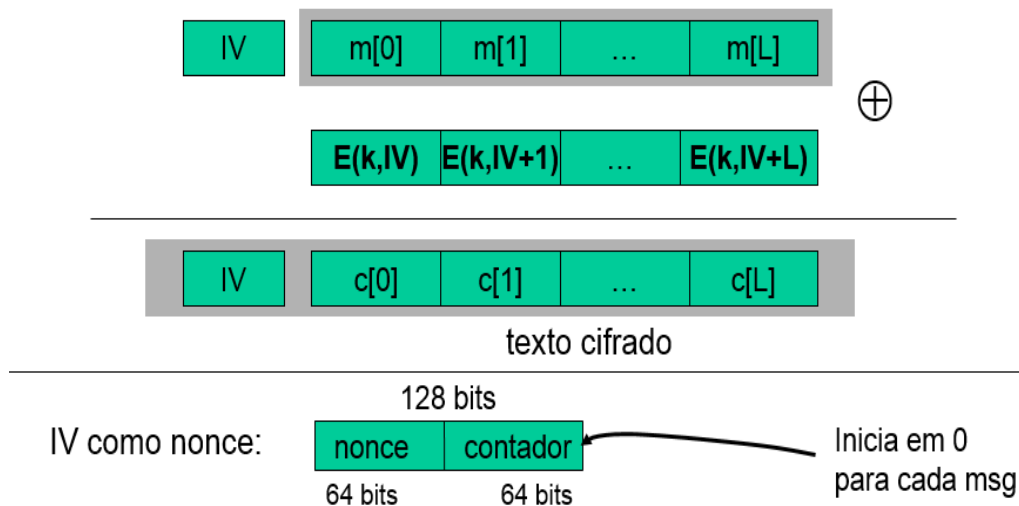 IV m[0] m[1] ... m[L]
⊕
E(k,IV) E(k,IV+1) ... E(k,IV+L)
IV c[0] c[1] ... c[L]
texto cifrado
128 bits
IV como nonce: nonce contador Inicia em 0
para cada msg
64 bits 64 bits